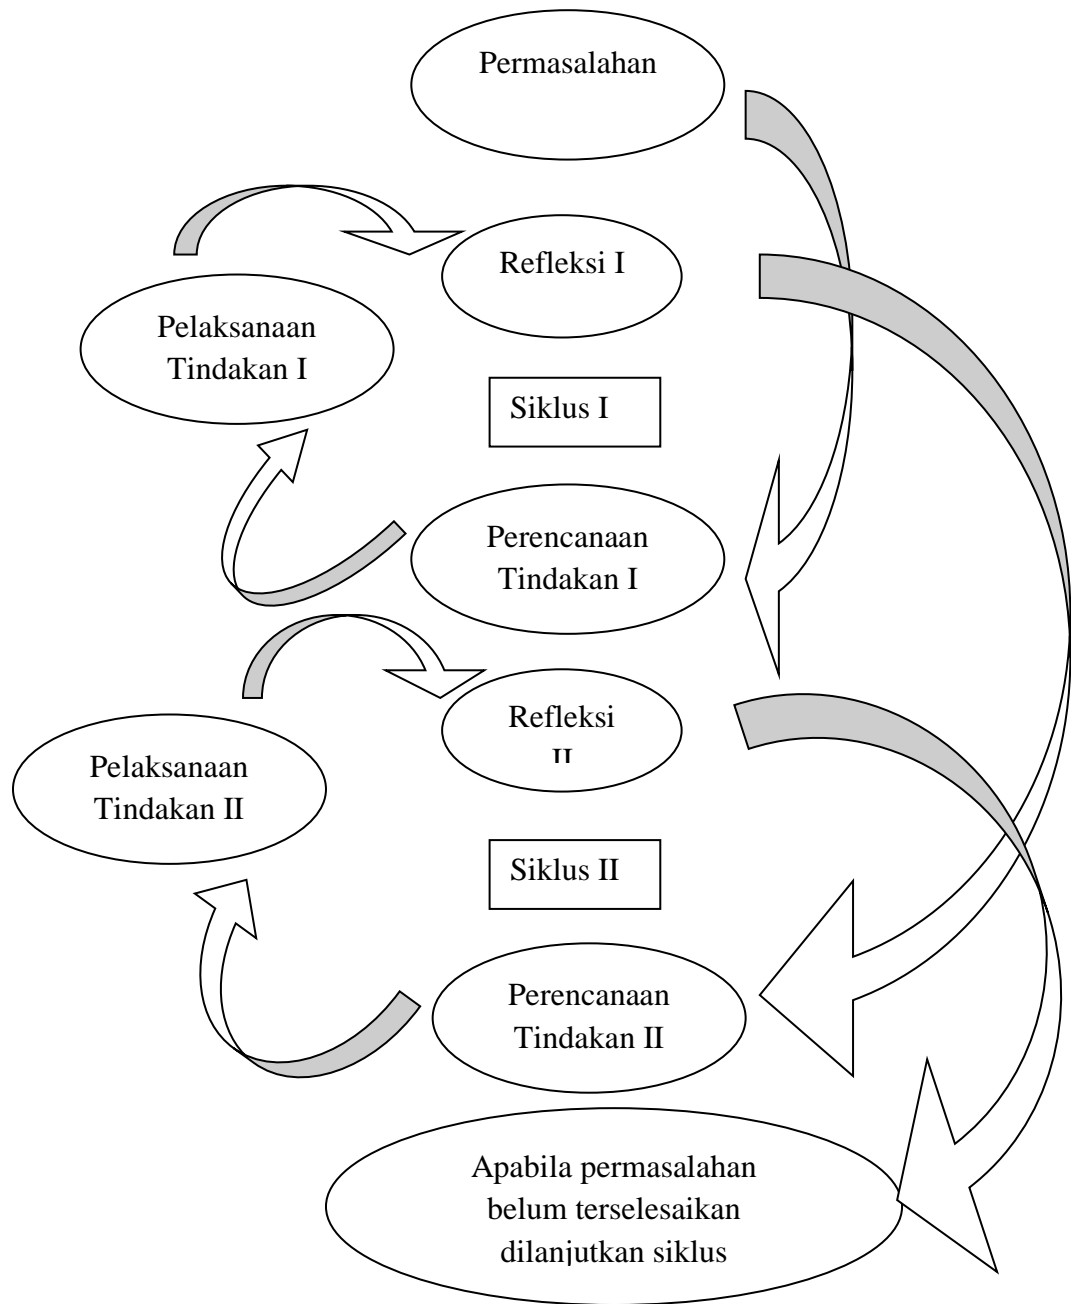 Permasalahan
Refleksi I
Pelaksanaan
Tindakan I
Siklus I
Perencanaan
Tindakan I
Refleksi
II
Pelaksanaan
Tindakan II
Siklus II
Perencanaan
Tindakan II
Apabila permasalahan
belum terselesaikan
dilanjutkan siklus